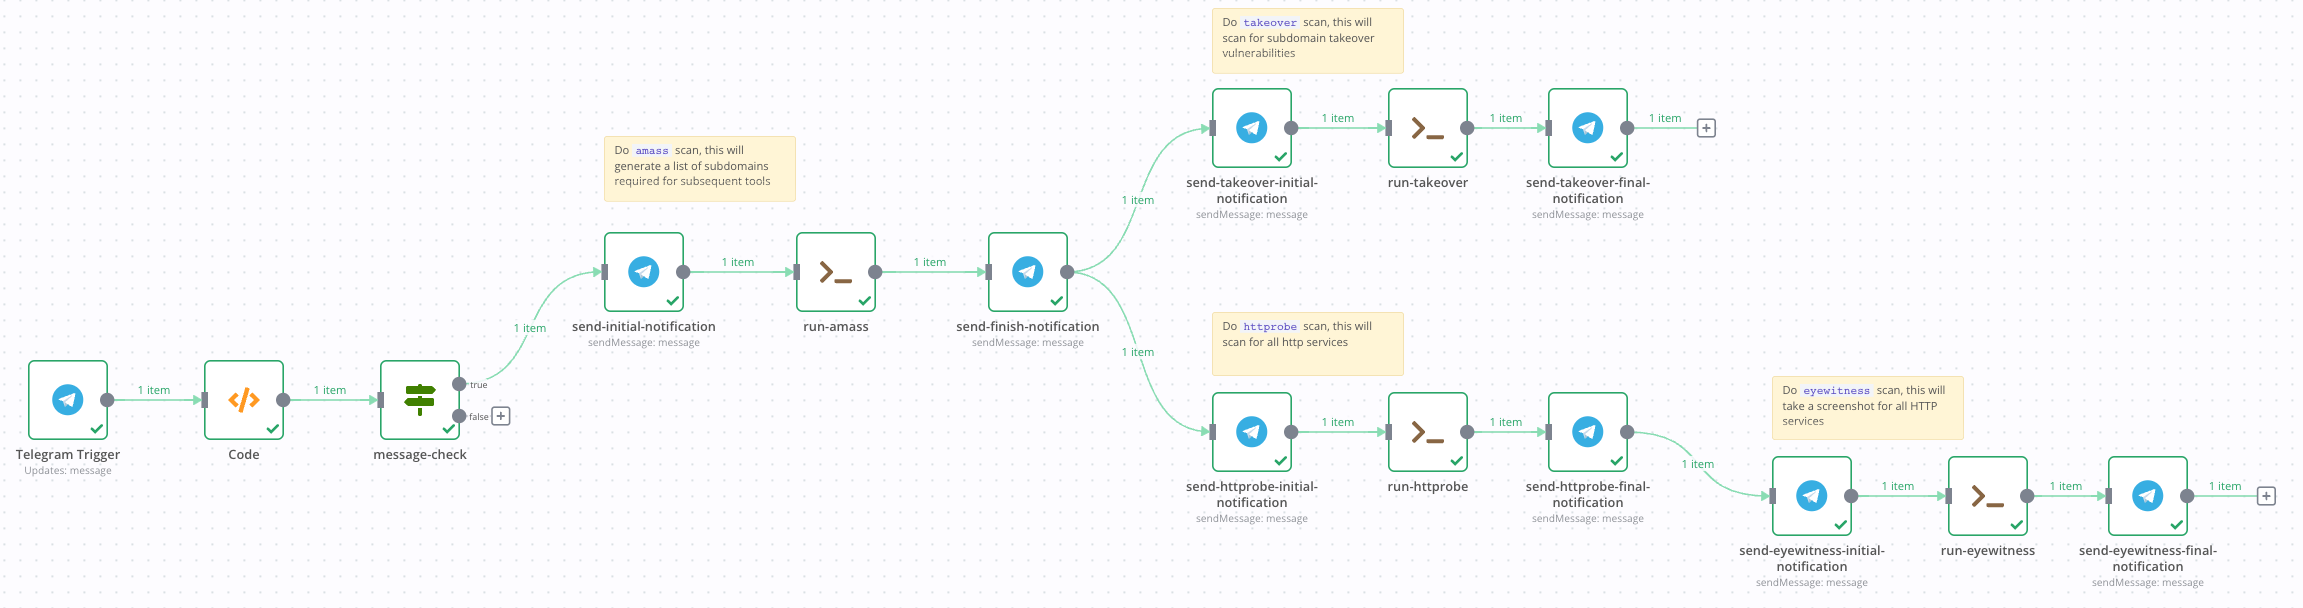 Do takeover scan, this will
scan for subdomain takeover
vulnerabilities
1 item
1 item
1 item
send-takeover-initial-
notification
sendMessage: message
run-takeover
send-takeover-final-
notification
sendMessage: message
Do amass scan, this will
generate a list of subdomains
required for subsequent tools
1 item
1 item
1 item
send-initial-notification
sendMessage: message
run-amass
send-finish-notification
sendMessage: message
1 item
1 item
1 item
1 item
true
false
Telegram Trigger
Updates: message
Code
message-check
Do httprobe scan, this will
scan for all http services
1 item
1 item
send-httprobe-initial-
notification
sendMessage: message
run-httprobe
send-httprobe-final-
notification
sendMessage: message
1 item
Do eyewitness scan, this will
take a screenshot for all HTTP
services
1 item
1 item
1 item
send-eyewitness-initial-
notification
sendMessage: message
run-eyewitness
send-eyewitness-final-
notification
sendMessage: message